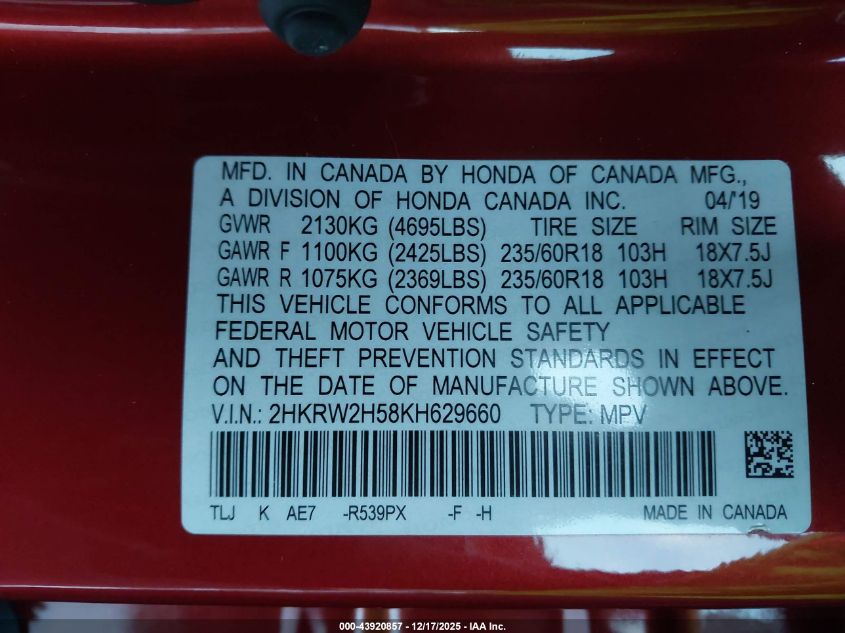 MFD. IN CANADA BY HONDA OF CANADA MFG.,
A DIVISION OF HONDA CANADA INC. 04/'19
GVWR 2130KG (4695LBS) TIRE SIZE RIM SIZE
GAWR F 1100KG (2425LBS) 235/60R18 103H 18X7.5J
GAWR R 1075KG (2369LBS) 235/60R18 103H 18X7.5J
THIS VEHICLE CONFORMS TO ALL APPLICABLE
FEDERAL MOTOR VEHICLE SAFETY
AND THEFT PREVENTION STANDARDS IN EFFECT
ON THE DATE OF MANUFACTURE SHOWN ABOVE.
V.I.N.: 2HKRW2H58KH629660 TYPE: MPV
TLJ K AE7 -R539PX -F -H MADE IN CANADA
000-43920857 - 12/17/2025 - IAA Inc.